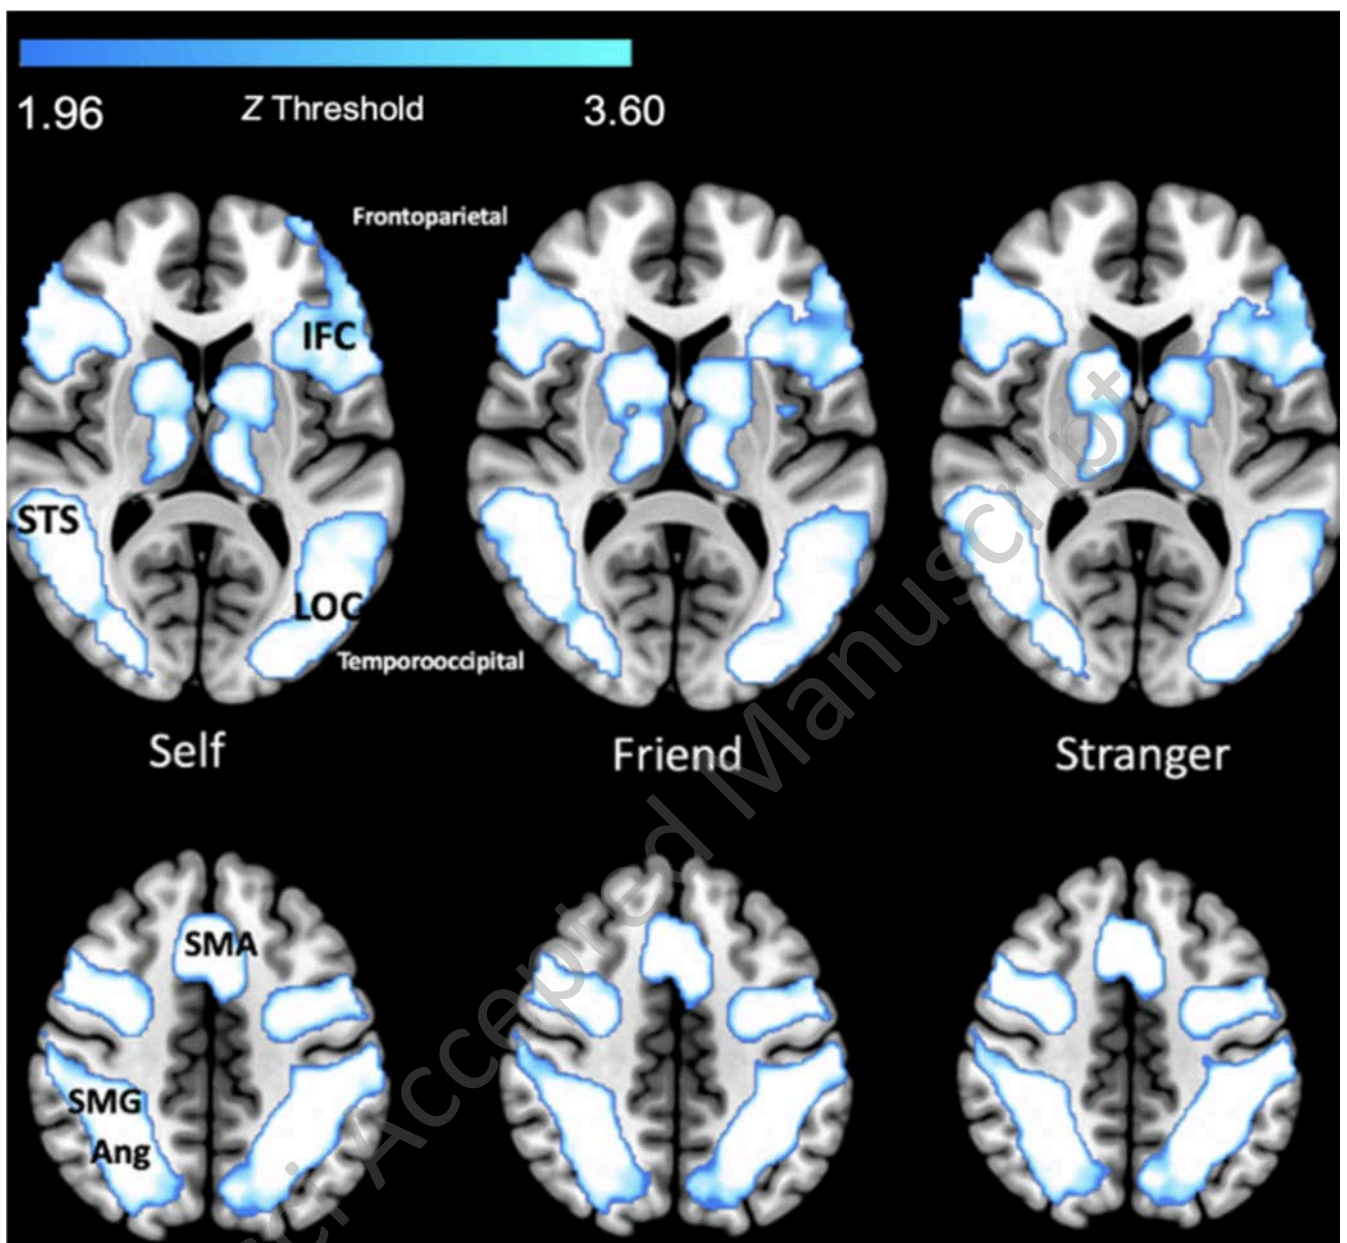 1.96 Z Threshold 3.60
Frontoparietal
IFC
STS
LOC
Temporooccipital
Self Friend Stranger
SMA
SMG
Ang
Accepted Manuscript